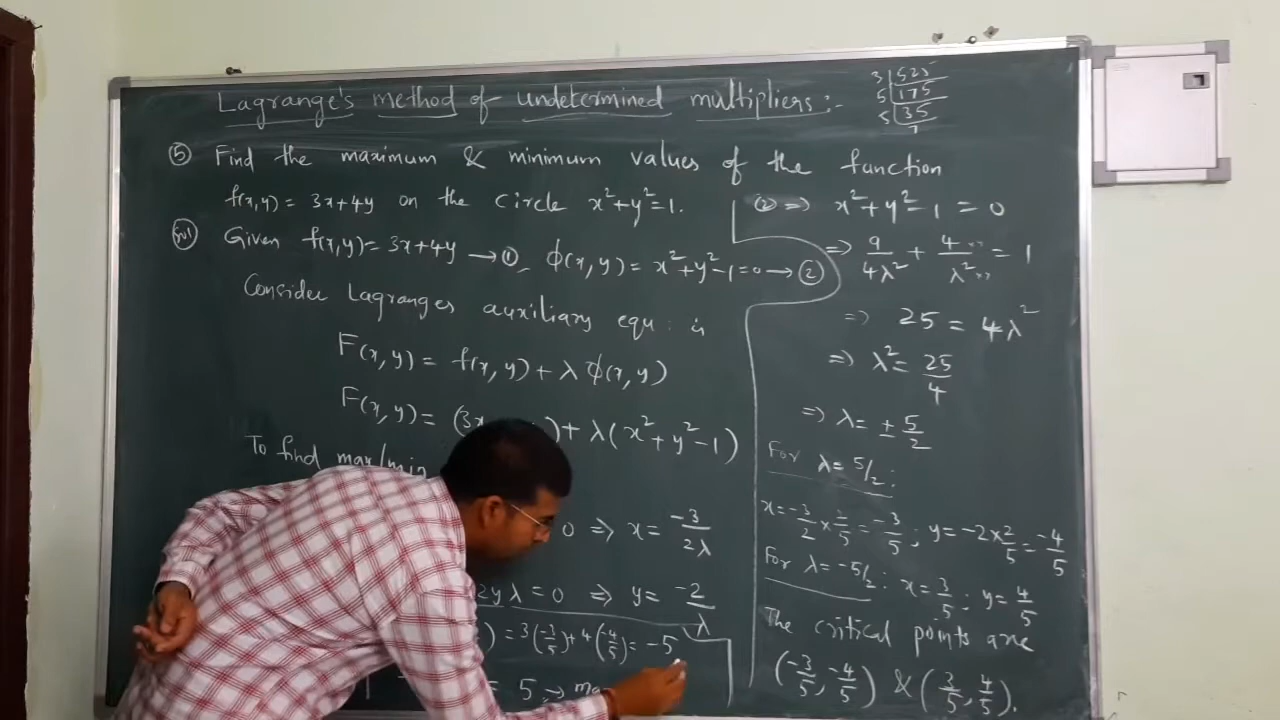 Lagrange's method of undetermined multipliers:-
3 | 525
5 | 175
5 | 35
7
⑤ Find the maximum & minimum values of the function
f(x,y) = 3x+4y on the circle x²+y²=1.
Sol Given f(x,y) = 3x+4y → ①, ϕ(x,y) = x²+y²-1=0 → ②
Consider Lagranges auxiliary equ: is
F(x,y) = f(x,y) + λ ϕ(x,y)
F(x,y) = (3x ) + λ(x²+y²-1)
To find max/min
0 ⇒ x = -3/2λ
2yλ = 0 ⇒ y = -2/λ
) = 3(-3/5)+4(-4/5) = -5
= 5 →
② ⇒ x²+y²-1 = 0
⇒ 9/4λ² + 4/λ² = 1
⇒ 25 = 4λ²
⇒ λ² = 25/4
⇒ λ = ± 5/2
For λ = 5/2 :
x = -3/2 × 2/5 = -3/5 ; y = -2×2/5 = -4/5
For λ = -5/2 : x = 3/5 ; y = 4/5
The critical points are
(-3/5, -4/5) & (3/5, 4/5).